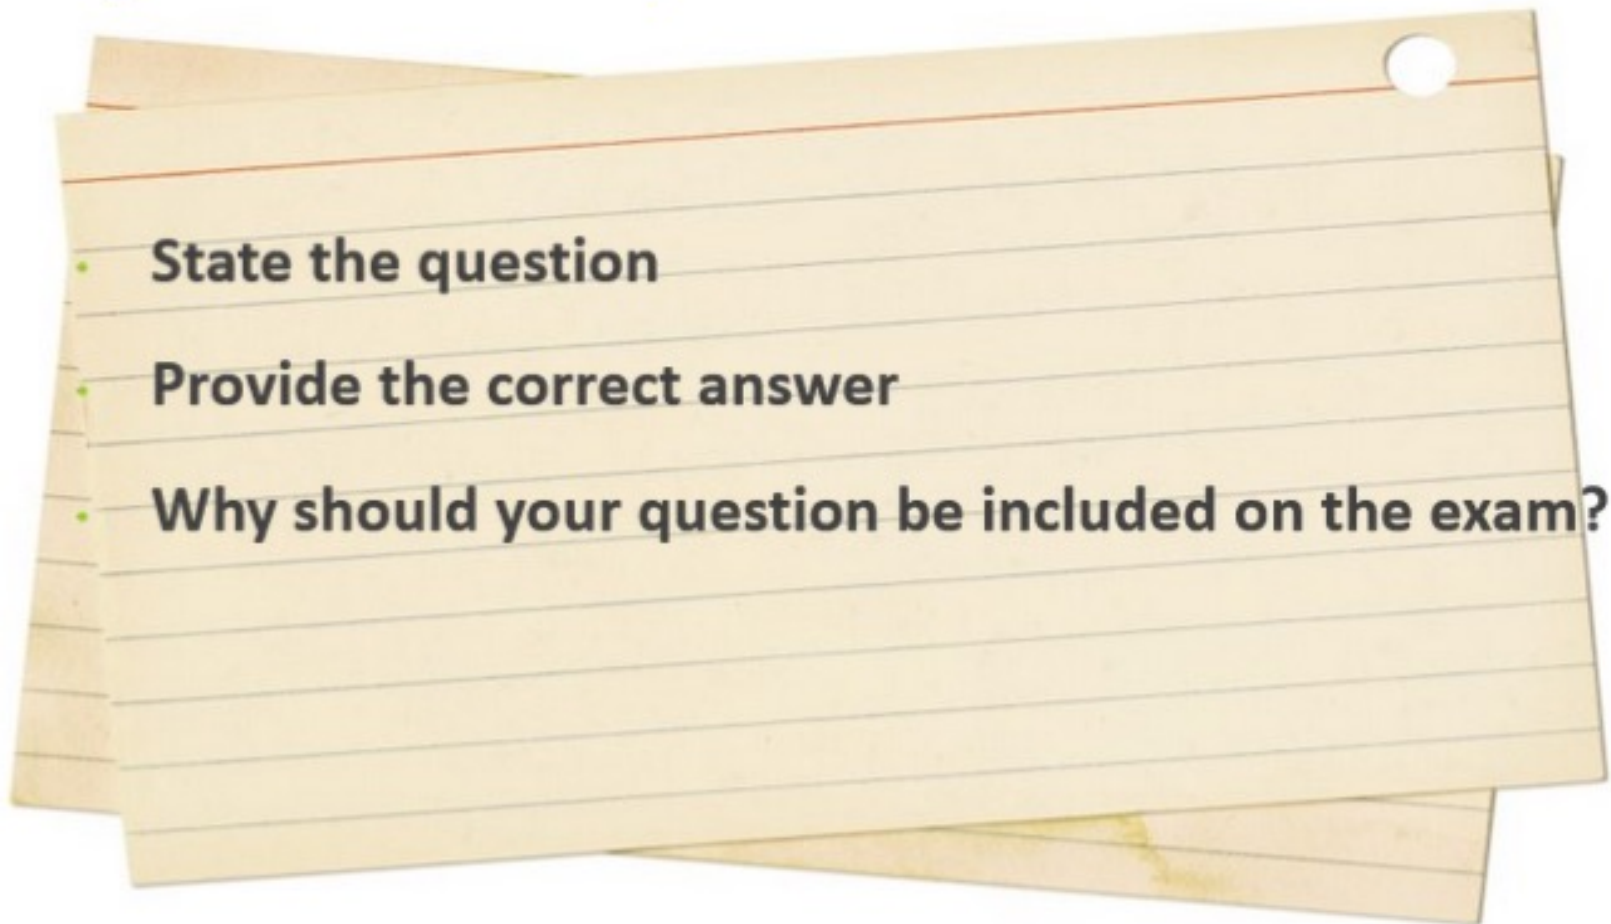 State the question
Provide the correct answer
Why should your question be included on the exam?